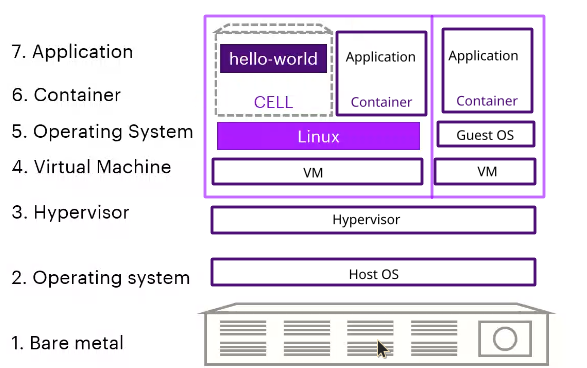 7. Application
hello-world
Application
Application
6. Container
CELL
Container
Container
5. Operating System
Linux
Guest OS
4. Virtual Machine
VM
VM
3. Hypervisor
Hypervisor
2. Operating system
Host OS
1. Bare metal